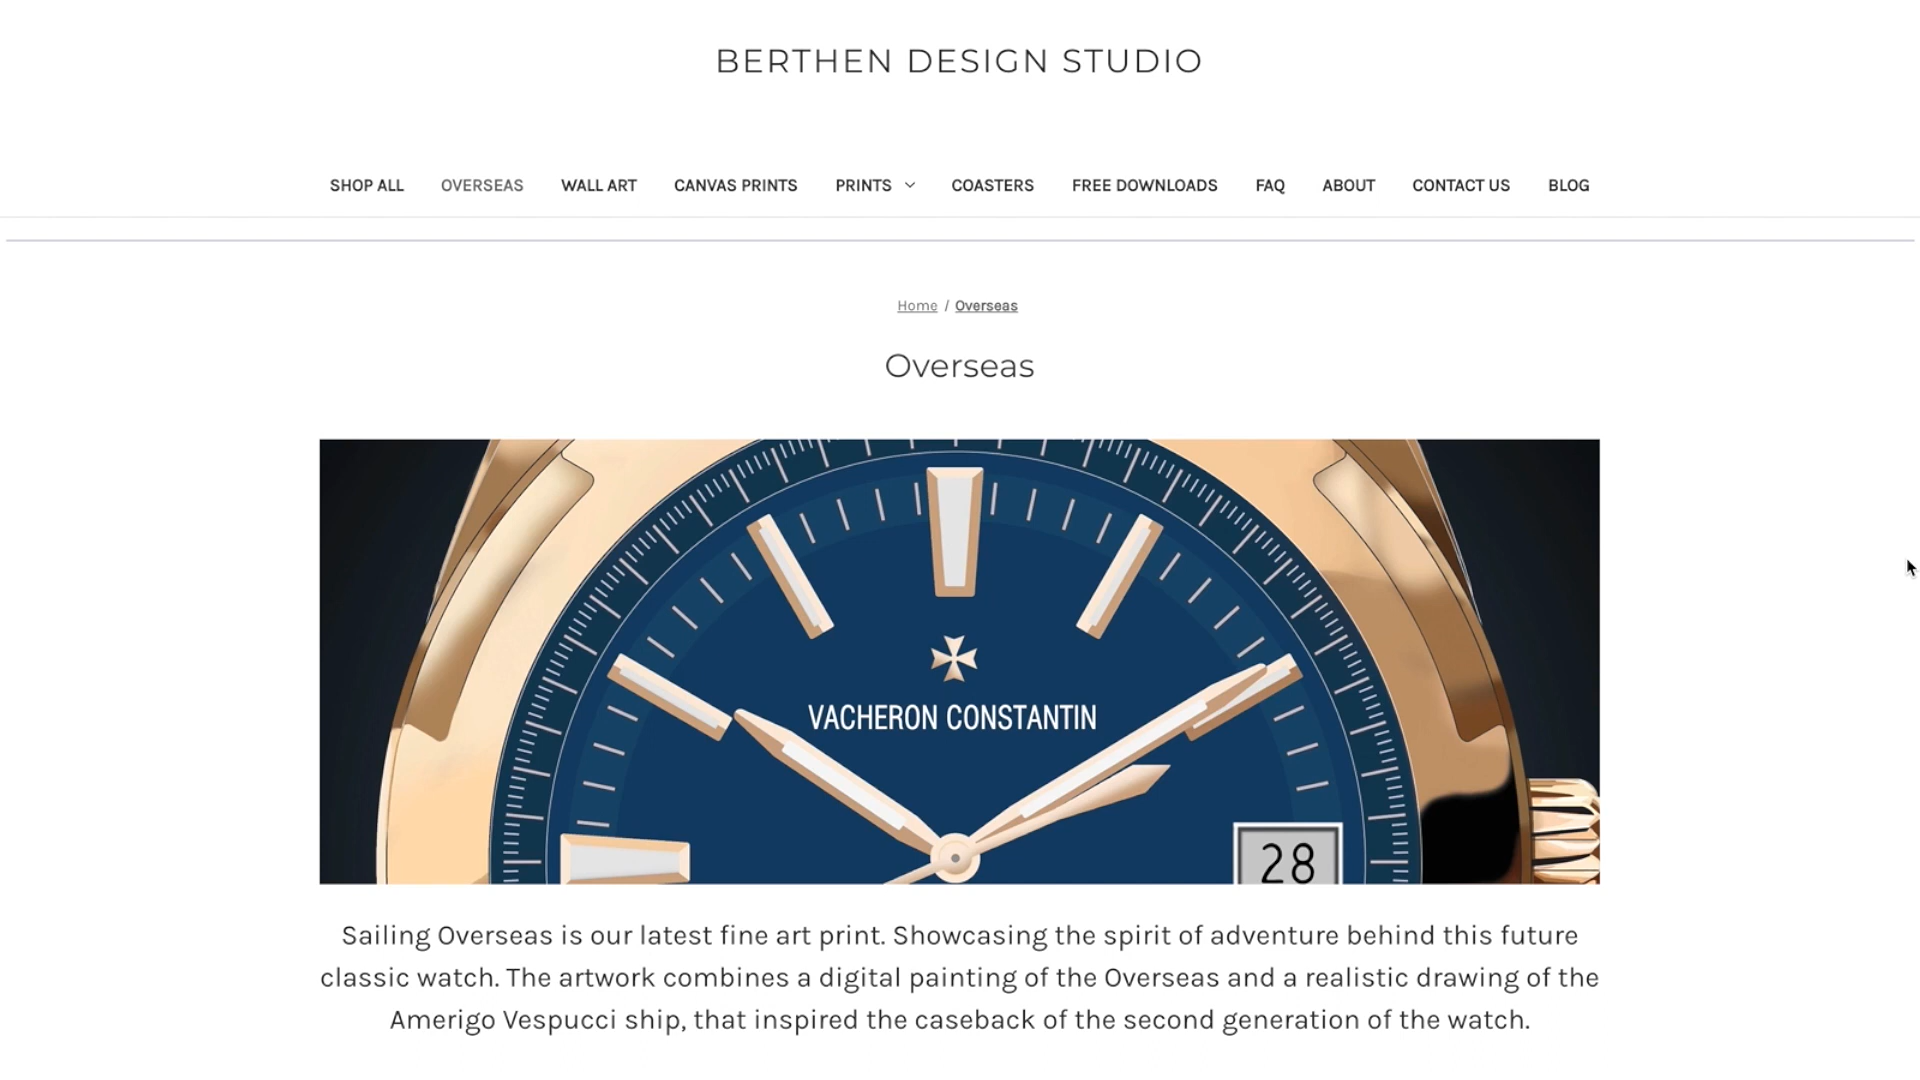 BERTHEN DESIGN STUDIO
SHOP ALL OVERSEAS WALL ART CANVAS PRINTS PRINTS COASTERS FREE DOWNLOADS FAQ ABOUT CONTACT US BLOG
Home / Overseas
Overseas
VACHERON CONSTANTIN
28
Sailing Overseas is our latest fine art print. Showcasing the spirit of adventure behind this future
classic watch. The artwork combines a digital painting of the Overseas and a realistic drawing of the
Amerigo Vespucci ship, that inspired the caseback of the second generation of the watch.